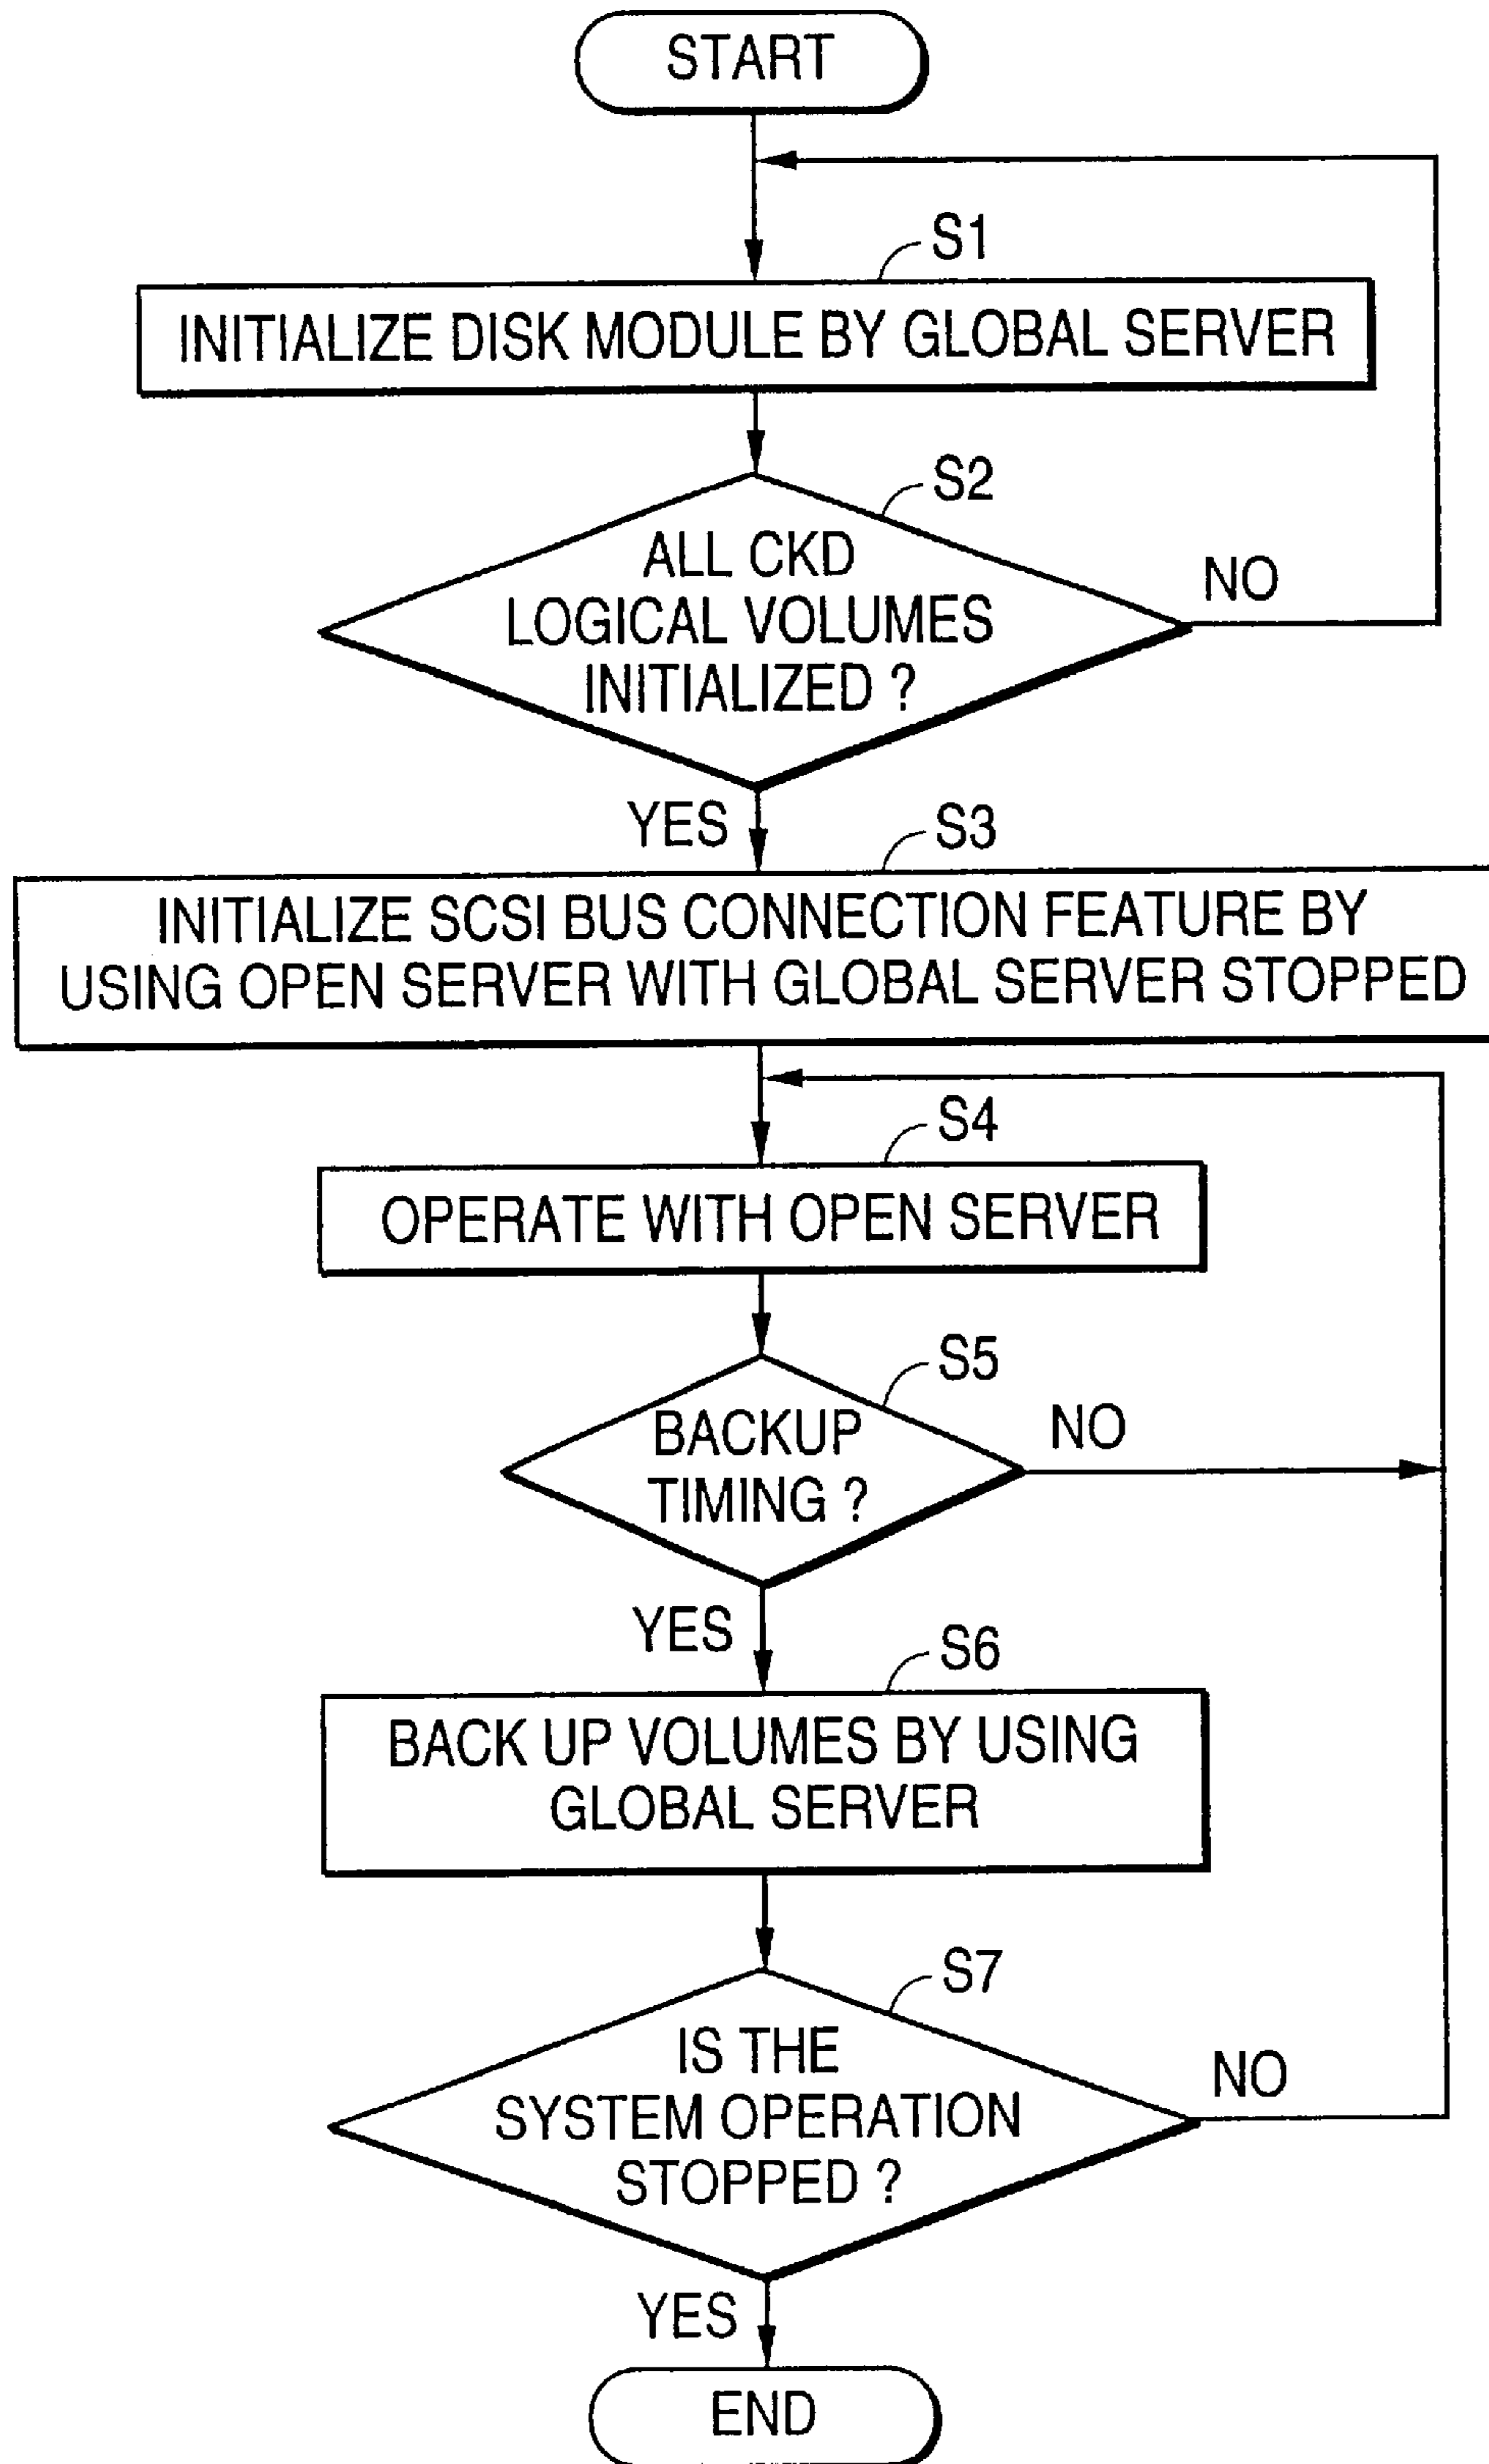 START
S1
INITIALIZE DISK MODULE BY GLOBAL SERVER
S2
ALL CKD
LOGICAL VOLUMES
INITIALIZED ?
NO
YES
S3
INITIALIZE SCSI BUS CONNECTION FEATURE BY
USING OPEN SERVER WITH GLOBAL SERVER STOPPED
S4
OPERATE WITH OPEN SERVER
S5
BACKUP
TIMING ?
NO
YES
S6
BACK UP VOLUMES BY USING
GLOBAL SERVER
S7
IS THE
SYSTEM OPERATION
STOPPED ?
NO
YES
END